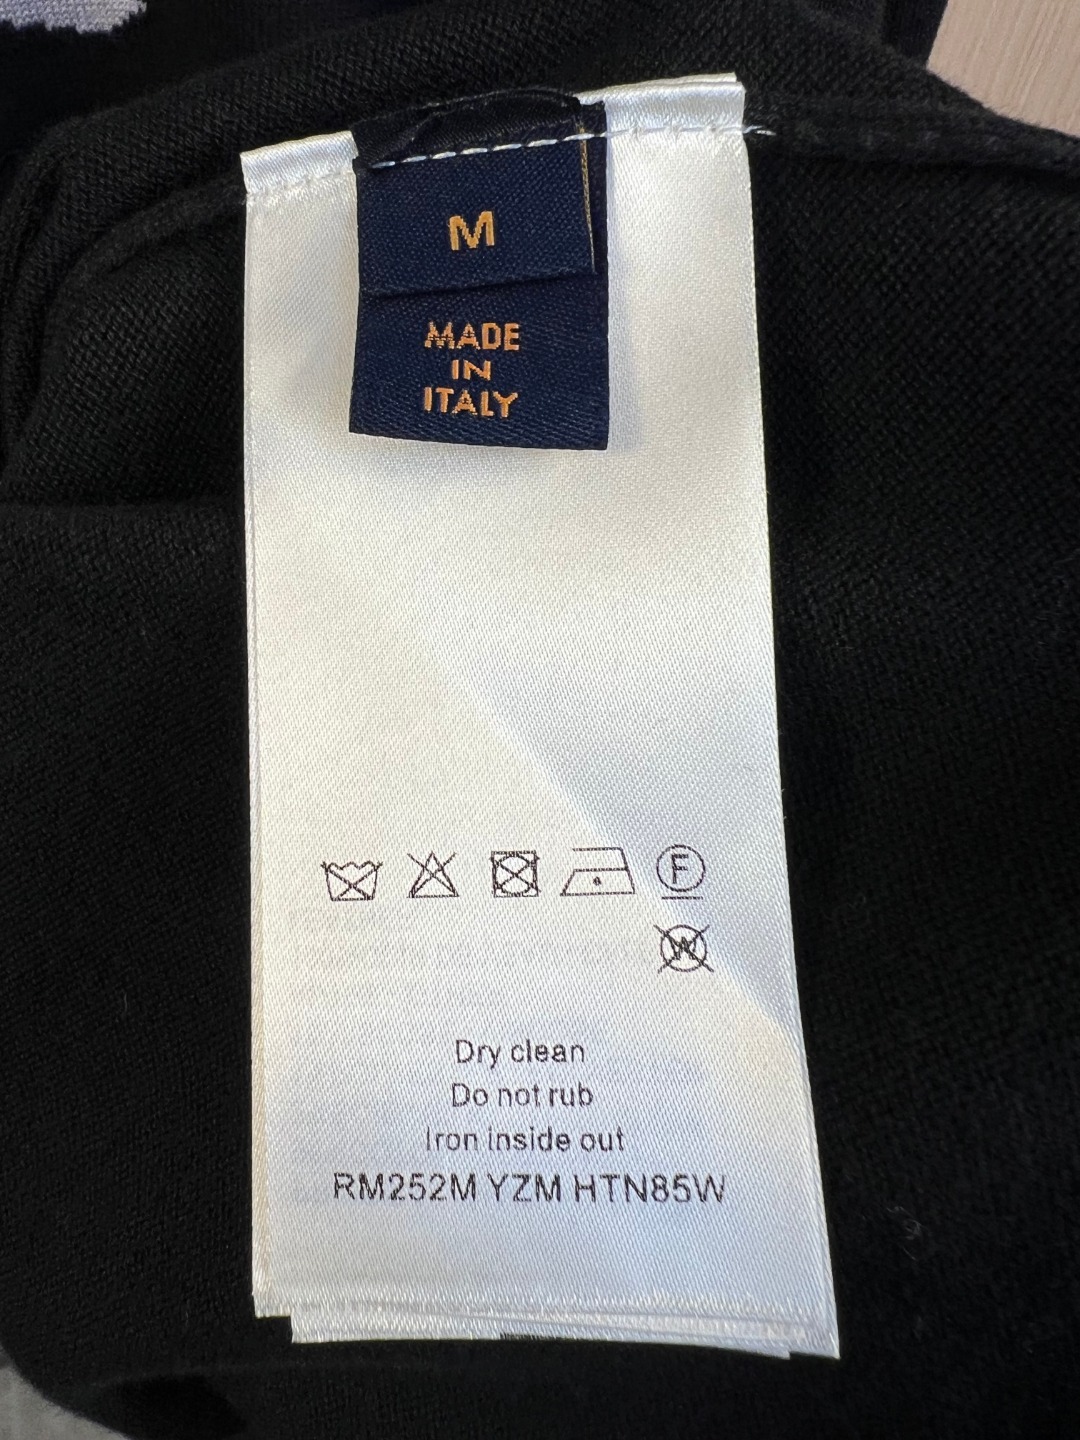 M
MADE
IN
ITALY
F
W
Dry clean
Do not rub
Iron inside out
RM252M YZM HTN85W